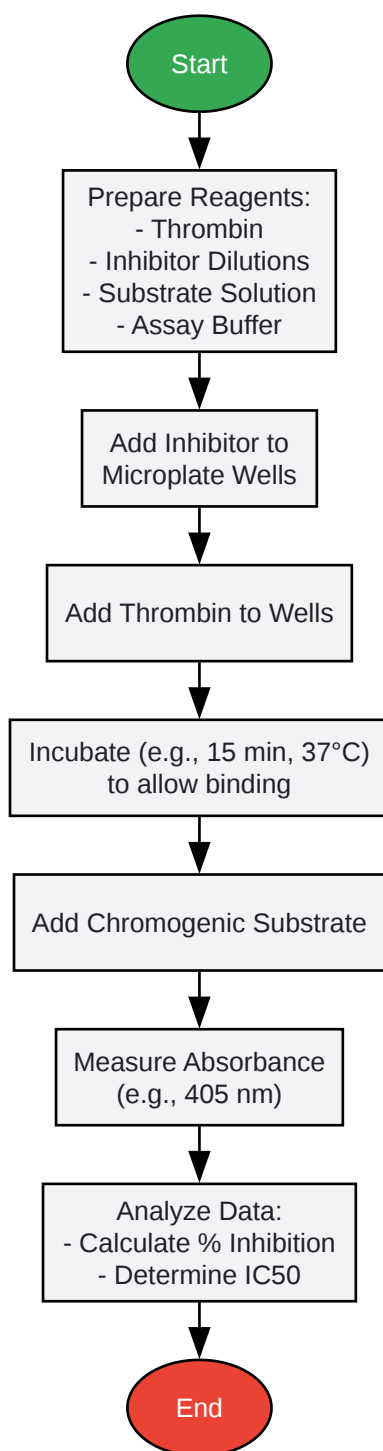 Start
Prepare Reagents:
- Thrombin
- Inhibitor Dilutions
- Substrate Solution
- Assay Buffer
Add Inhibitor to
Microplate Wells
Add Thrombin to Wells
Incubate (e.g., 15 min, 37°C)
to allow binding
Add Chromogenic Substrate
Measure Absorbance
(e.g., 405 nm)
Analyze Data:
- Calculate % Inhibition
- Determine IC50
End